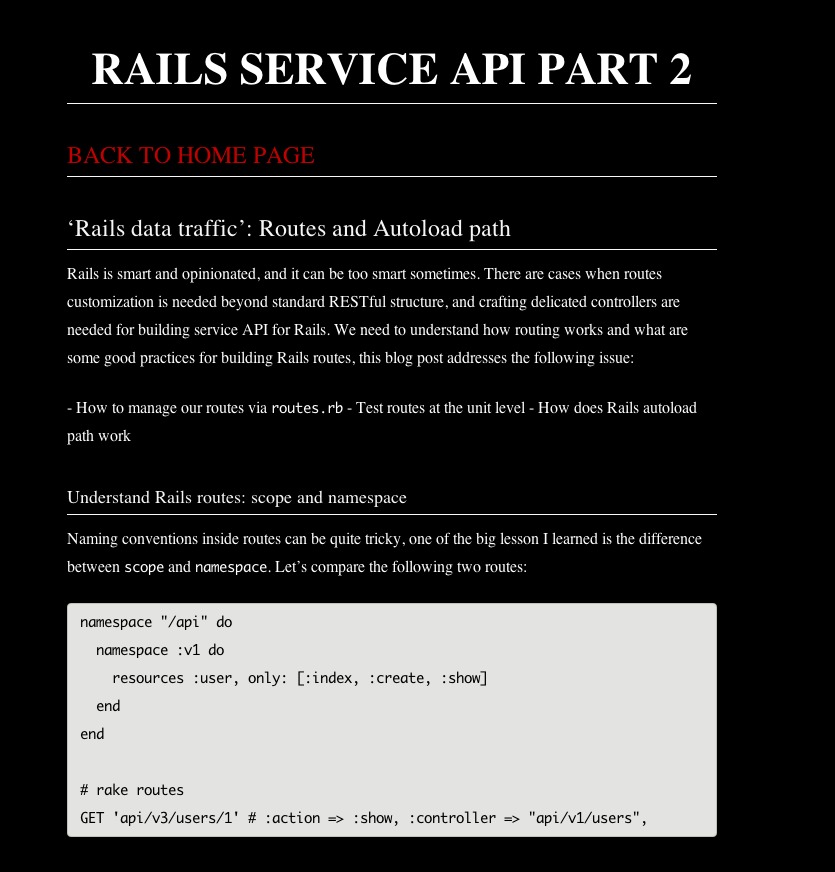 RAILS SERVICE API PART 2
BACK TO HOME PAGE
‘Rails data traffic’: Routes and Autoload path
Rails is smart and opinionated, and it can be too smart sometimes. There are cases when routes
customization is needed beyond standard RESTful structure, and crafting delicated controllers are
needed for building service API for Rails. We need to understand how routing works and what are
some good practices for building Rails routes, this blog post addresses the following issue:
- How to manage our routes via routes.rb - Test routes at the unit level - How does Rails autoload
path work
Understand Rails routes: scope and namespace
Naming conventions inside routes can be quite tricky, one of the big lesson I learned is the difference
between scope and namespace. Let’s compare the following two routes:
namespace "/api" do
  namespace :v1 do
    resources :user, only: [:index, :create, :show]
  end
end
# rake routes
GET 'api/v3/users/1' # :action => :show, :controller => "api/v1/users",